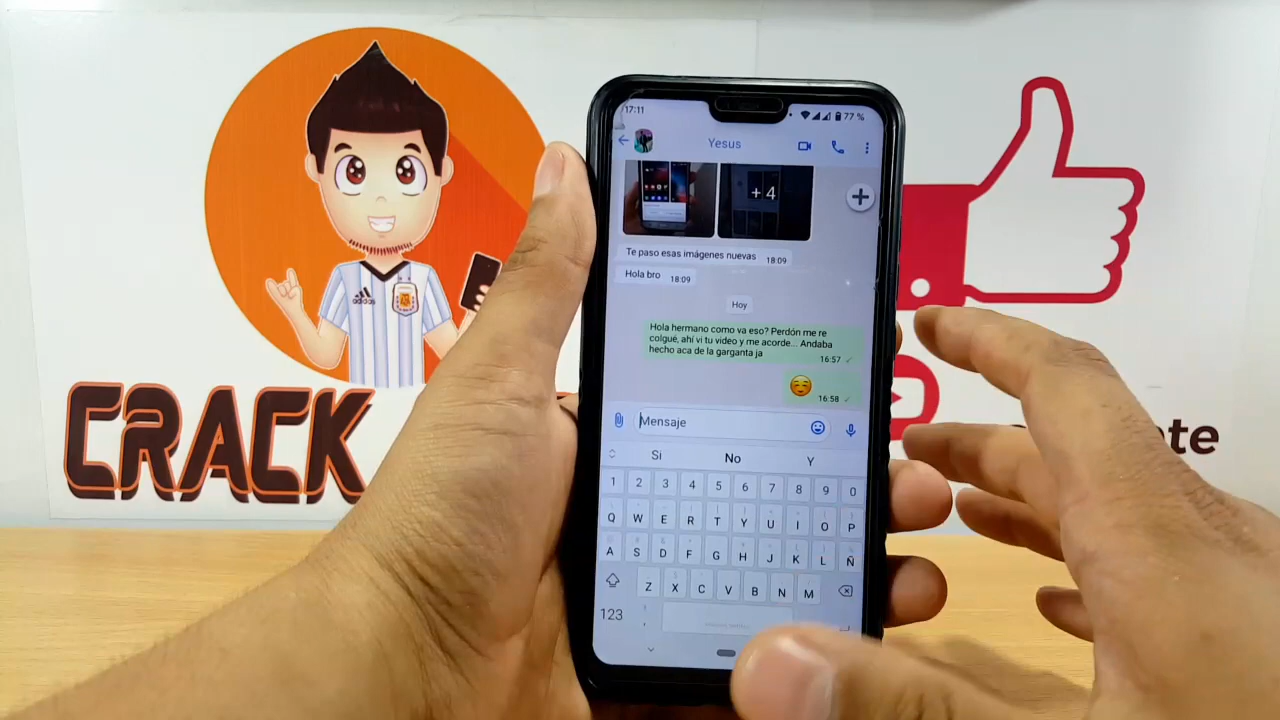 17:11
77 %
Yesus
+ 4
Te paso esas imágenes nuevas 18:09
Hola bro 18:09
Hoy
Hola hermano como va eso? Perdón me re
colgue, ahí vi tu video y me acorde... Andaba
hecho aca de la garganta ja
16:57
16:58
Mensaje
Si No Y
1 2 3 4 5 6 7 8 9 0
Q W E R T Y U I O P
A S D F G H J K L Ñ
Z X C V B N M
123
adidas
CRACK